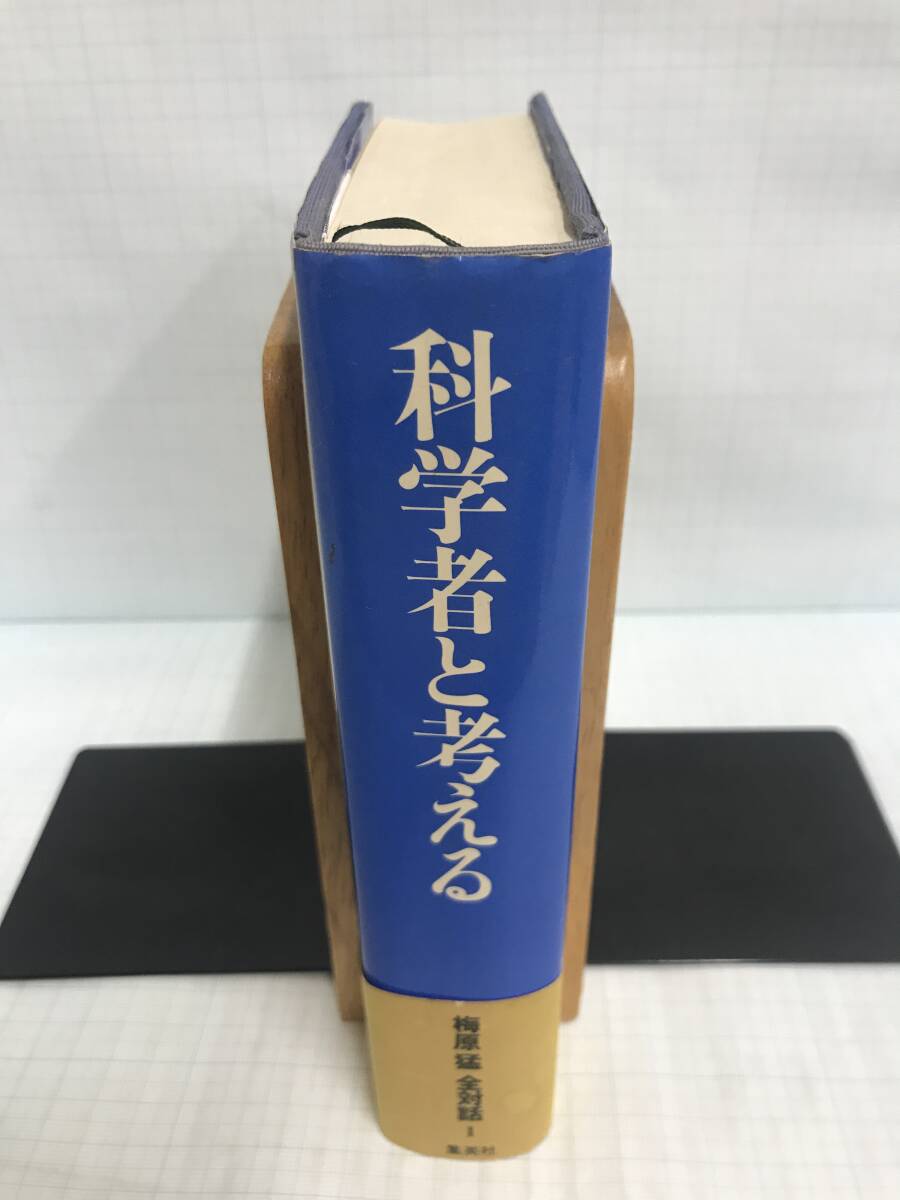 科学者と考える
梅原猛 全対話 1
集英社